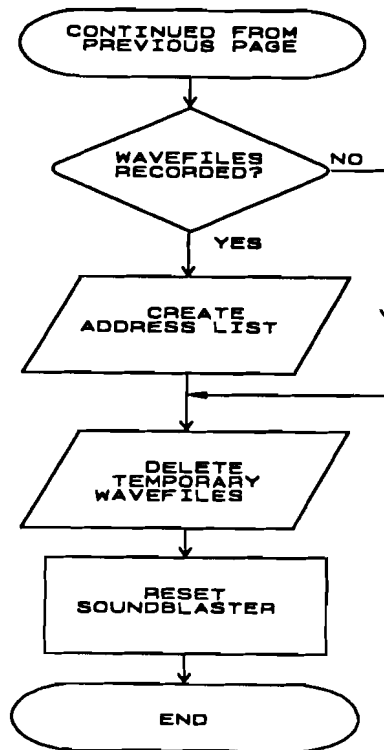 CONTINUED FROM
PREVIOUS PAGE
WAVEFILES
RECORDED?
NO
YES
CREATE
ADDRESS LIST
DELETE
TEMPORARY
WAVEFILES
RESET
SOUNDBLASTER
END